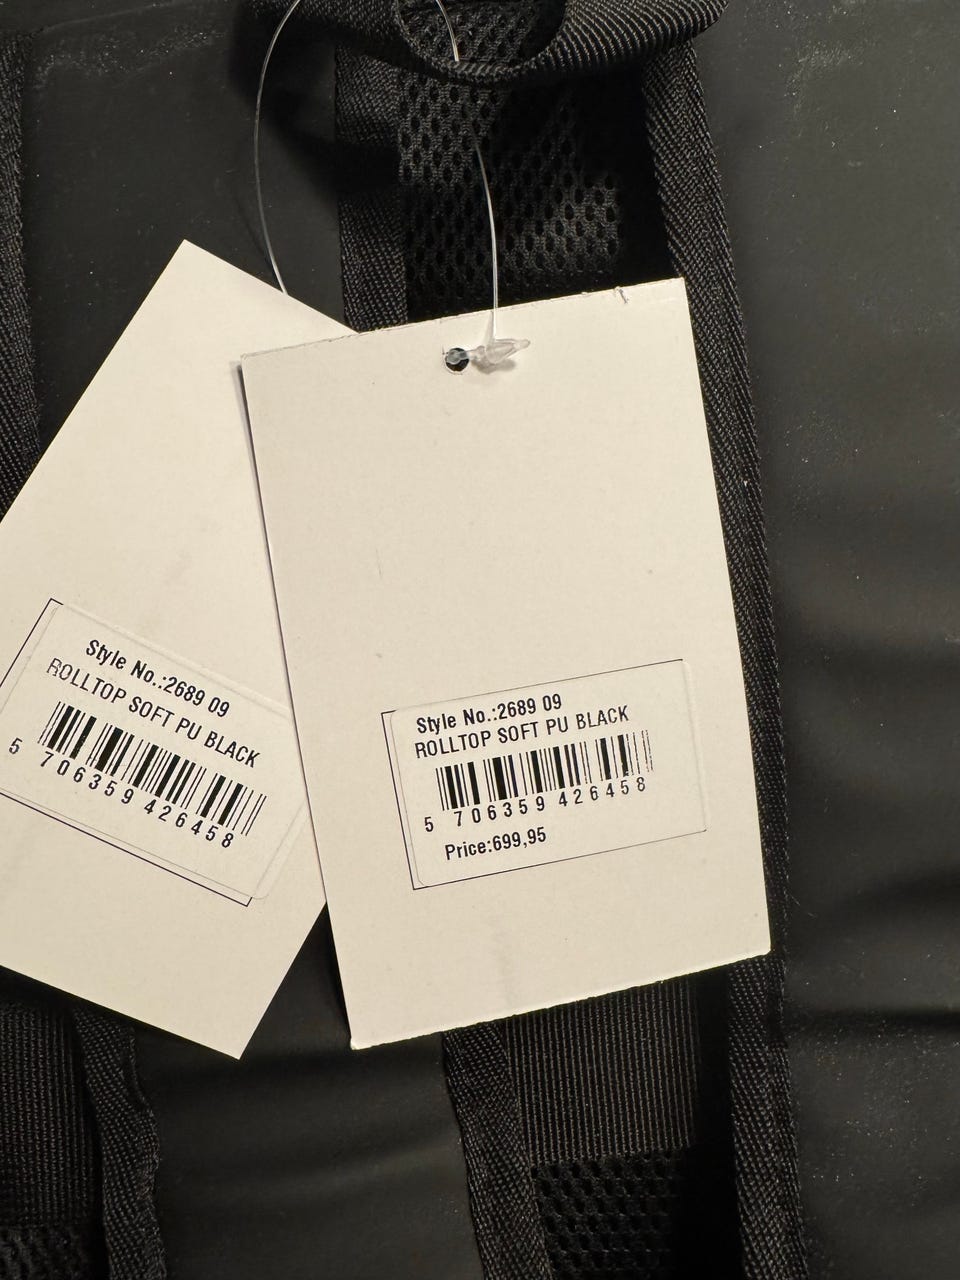 Style No.:2689 09
ROLLTOP SOFT PU BLACK
5 706359 426458
Style No.:2689 09
ROLLTOP SOFT PU BLACK
5 706359 426458
Price:699,95